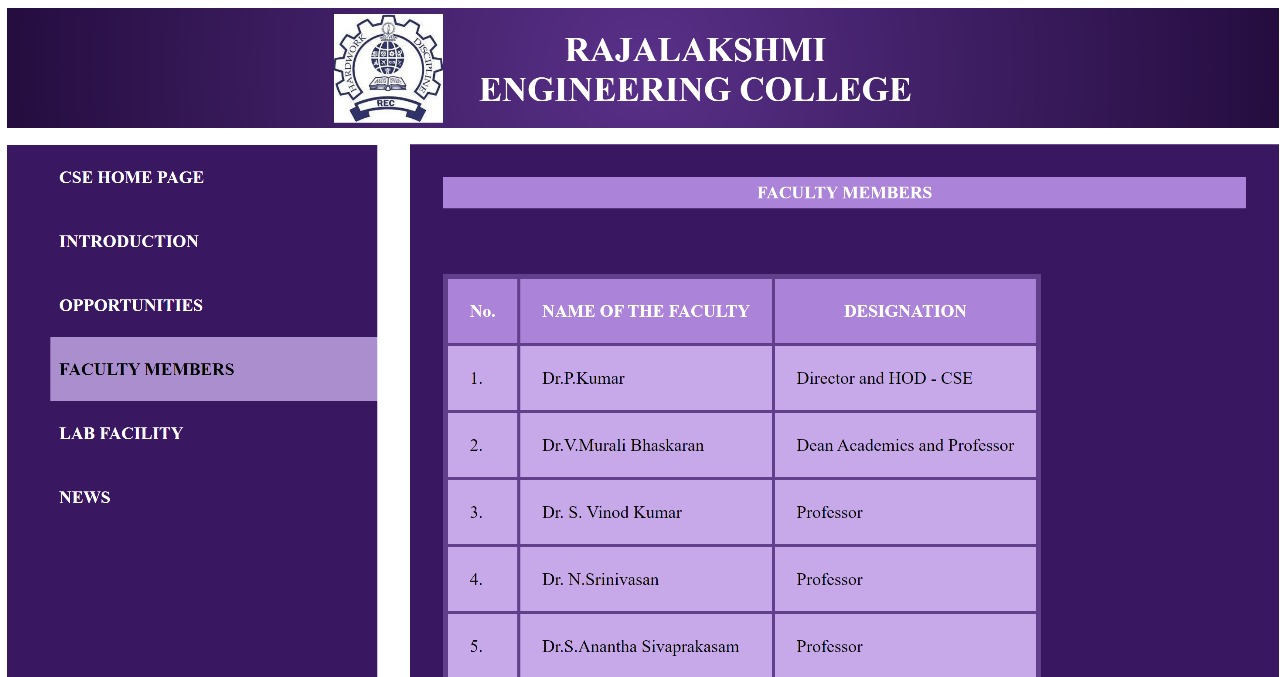 HARDWORK DISCIPLINE
REC
RAJALAKSHMI
ENGINEERING COLLEGE
CSE HOME PAGE
INTRODUCTION
OPPORTUNITIES
FACULTY MEMBERS
LAB FACILITY
NEWS
FACULTY MEMBERS
No. NAME OF THE FACULTY DESIGNATION
1. Dr.P.Kumar Director and HOD - CSE
2. Dr.V.Murali Bhaskaran Dean Academics and Professor
3. Dr. S. Vinod Kumar Professor
4. Dr. N.Srinivasan Professor
5. Dr.S.Anantha Sivaprakasam Professor